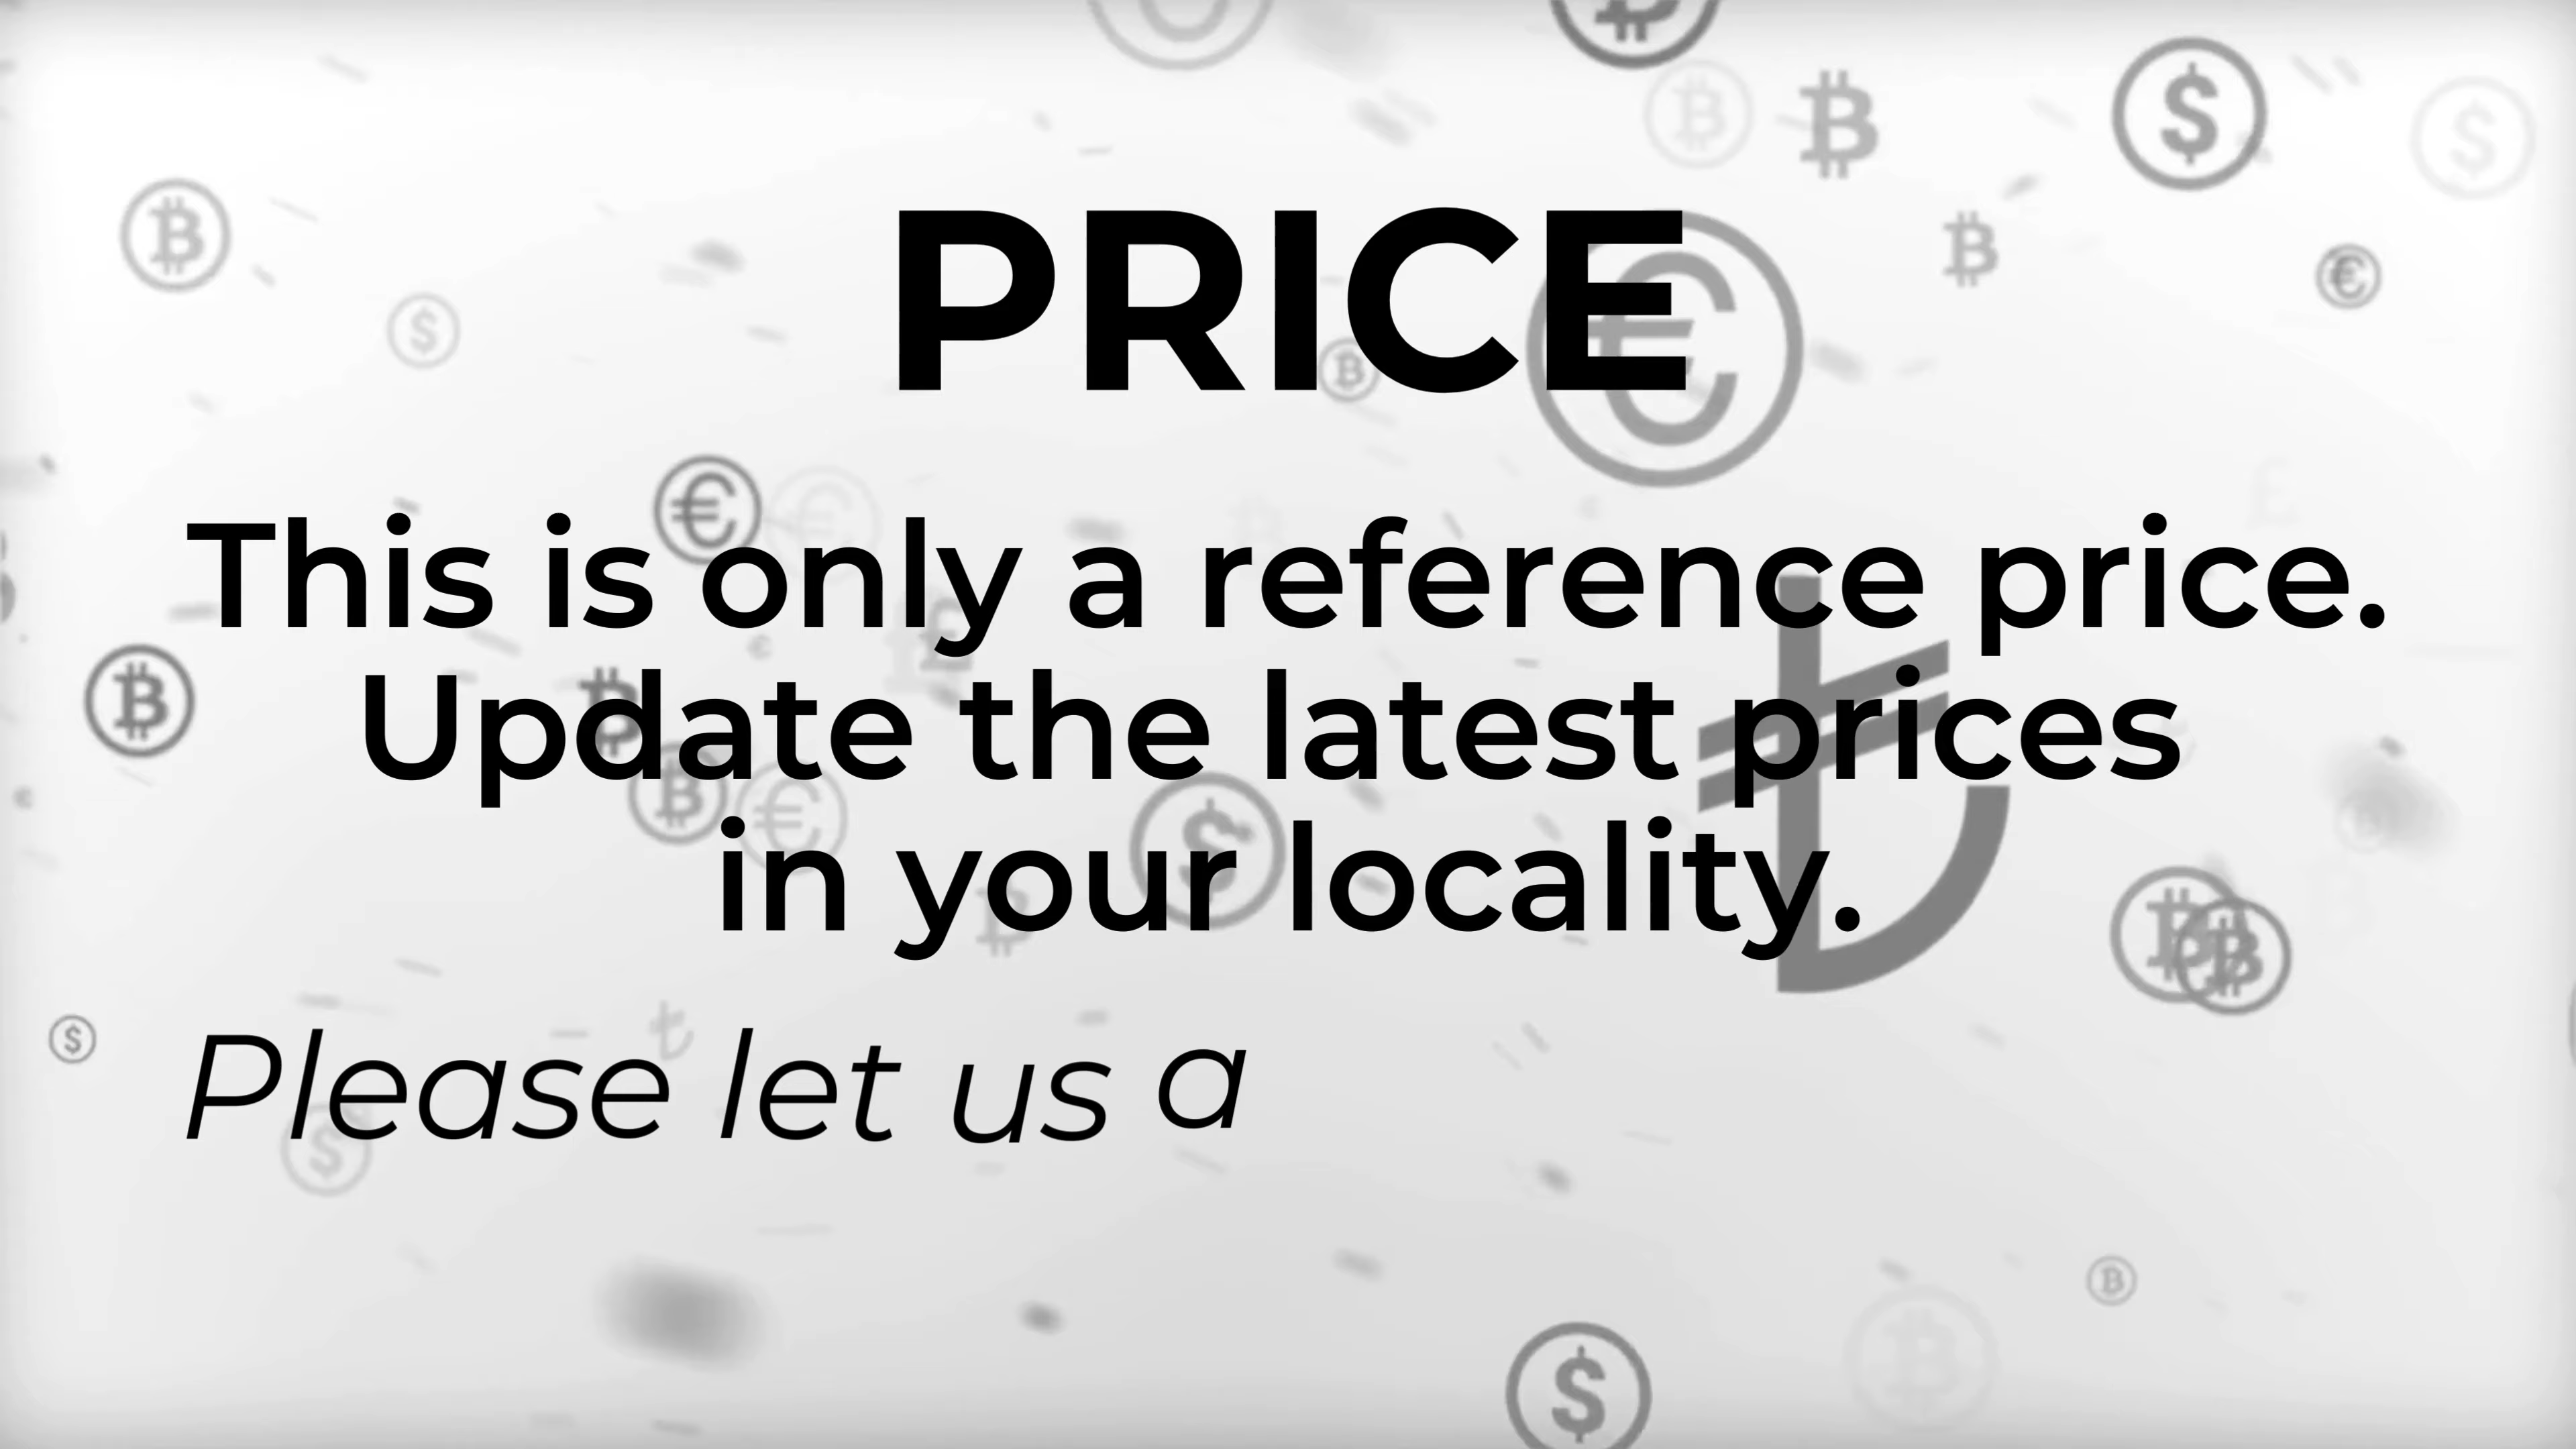 PRICE
This is only a reference price.
Update the latest prices
in your locality.
Please let us a